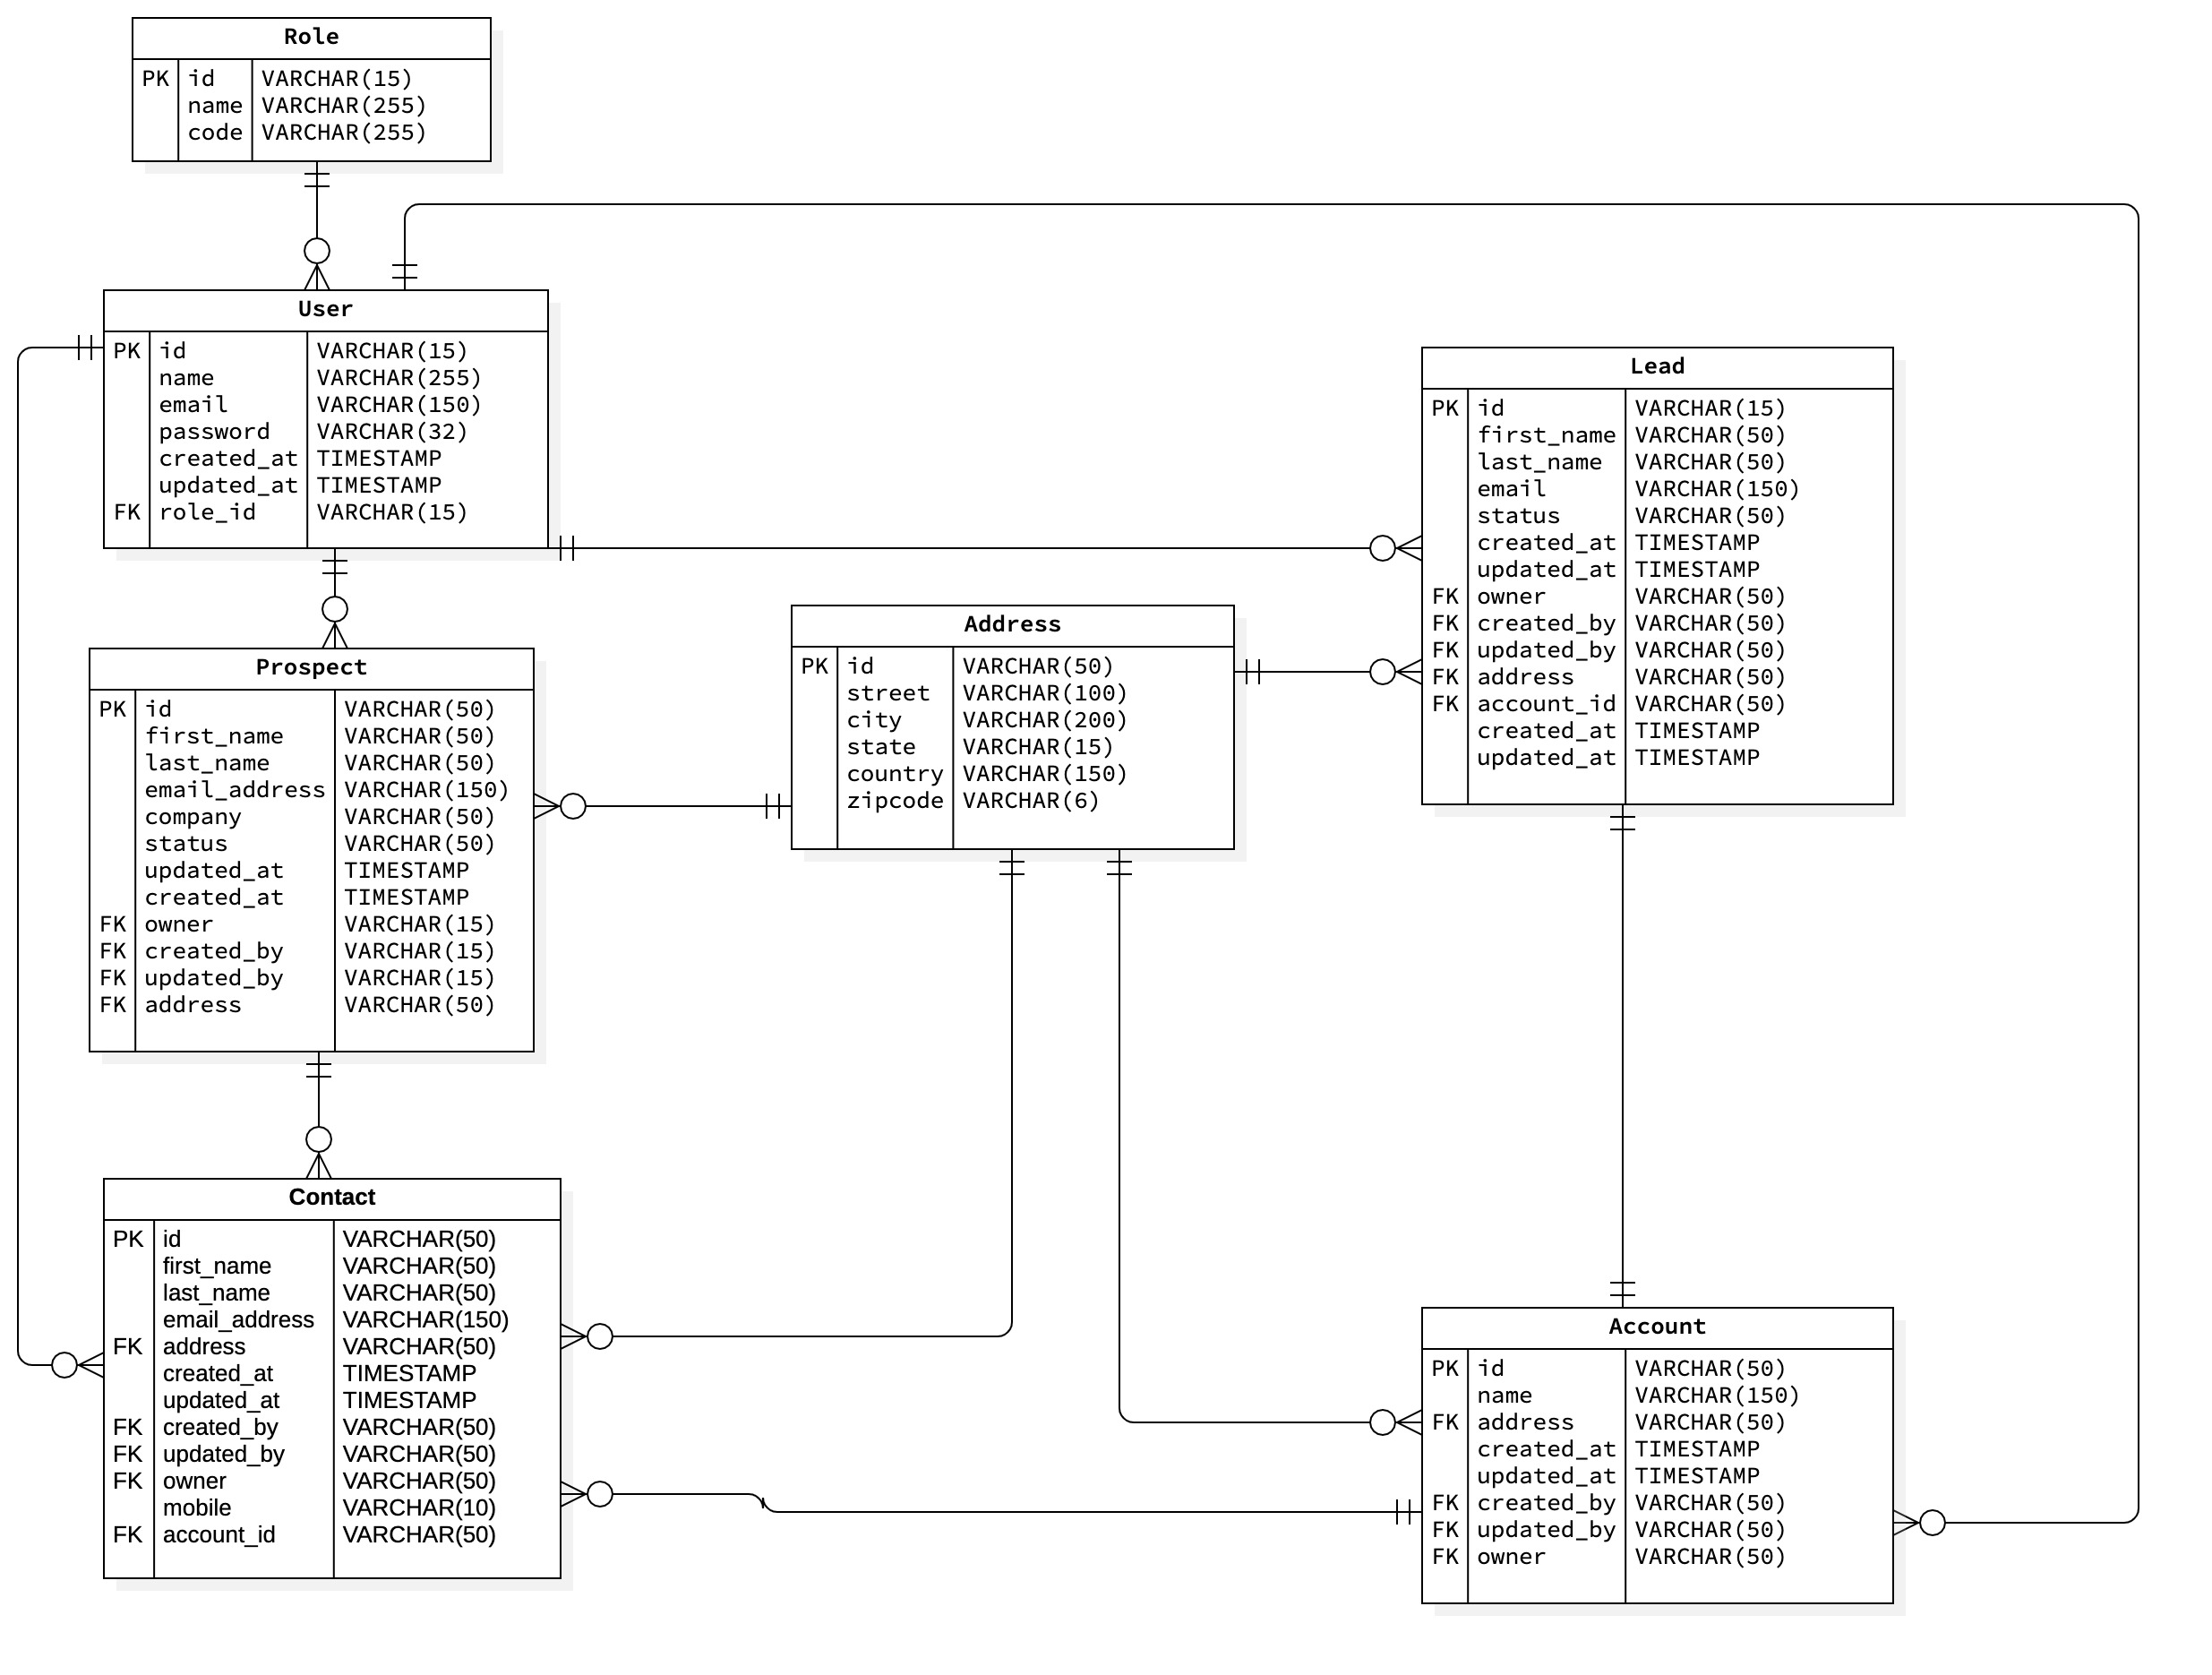 Role
PK id VARCHAR(15)
name VARCHAR(255)
code VARCHAR(255)
User
PK id VARCHAR(15)
name VARCHAR(255)
email VARCHAR(150)
password VARCHAR(32)
created_at TIMESTAMP
updated_at TIMESTAMP
FK role_id VARCHAR(15)
Lead
PK id VARCHAR(15)
first_name VARCHAR(50)
last_name VARCHAR(50)
email VARCHAR(150)
status VARCHAR(50)
created_at TIMESTAMP
updated_at TIMESTAMP
FK owner VARCHAR(50)
FK created_by VARCHAR(50)
FK updated_by VARCHAR(50)
FK address VARCHAR(50)
FK account_id VARCHAR(50)
created_at TIMESTAMP
updated_at TIMESTAMP
Address
PK id VARCHAR(50)
street VARCHAR(100)
city VARCHAR(200)
state VARCHAR(15)
country VARCHAR(150)
zipcode VARCHAR(6)
Prospect
PK id VARCHAR(50)
first_name VARCHAR(50)
last_name VARCHAR(50)
email_address VARCHAR(150)
company VARCHAR(50)
status VARCHAR(50)
updated_at TIMESTAMP
created_at TIMESTAMP
FK owner VARCHAR(15)
FK created_by VARCHAR(15)
FK updated_by VARCHAR(15)
FK address VARCHAR(50)
Contact
PK id VARCHAR(50)
first_name VARCHAR(50)
last_name VARCHAR(50)
email_address VARCHAR(150)
FK address VARCHAR(50)
created_at TIMESTAMP
updated_at TIMESTAMP
FK created_by VARCHAR(50)
FK updated_by VARCHAR(50)
FK owner VARCHAR(50)
mobile VARCHAR(10)
FK account_id VARCHAR(50)
Account
PK id VARCHAR(50)
name VARCHAR(150)
FK address VARCHAR(50)
created_at TIMESTAMP
updated_at TIMESTAMP
FK created_by VARCHAR(50)
FK updated_by VARCHAR(50)
FK owner VARCHAR(50)